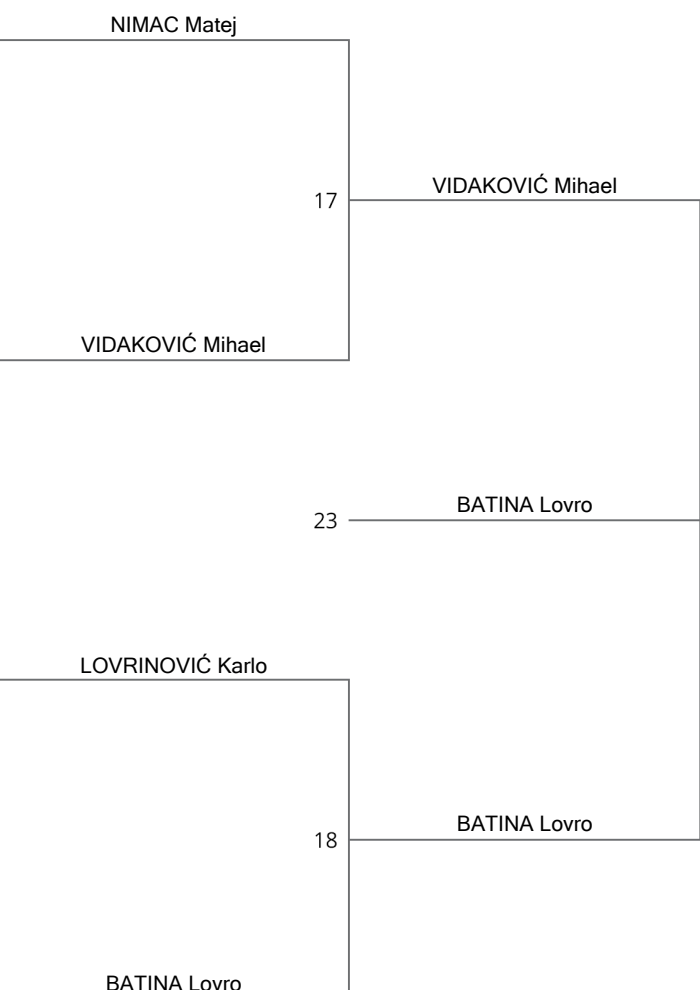 NIMAC Matej
17
VIDAKOVIĆ Mihael
VIDAKOVIĆ Mihael
23
BATINA Lovro
LOVRINOVIĆ Karlo
18
BATINA Lovro
BATINA Lovro